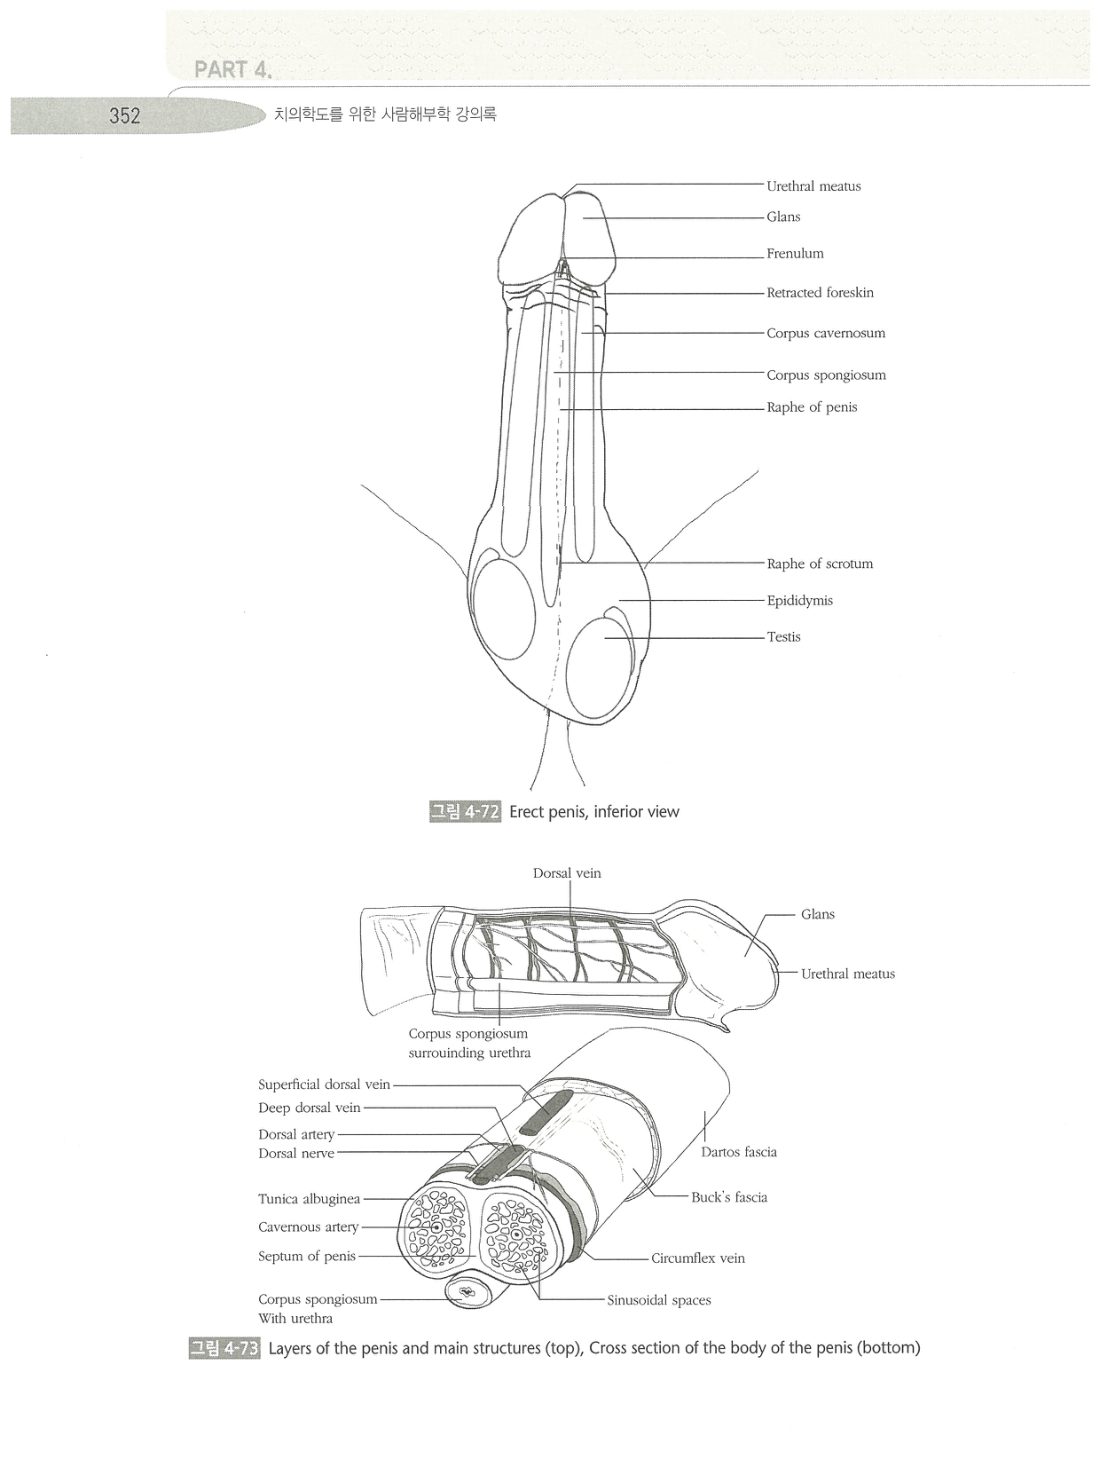 PART 4.
352
치의학도를 위한 사람해부학 강의록
Urethral meatus
Glans
Frenulum
Retracted foreskin
Corpus cavernosum
Corpus spongiosum
Raphe of penis
Raphe of scrotum
Epididymis
Testis
그림 4-72 Erect penis, inferior view
Dorsal vein
Glans
Urethral meatus
Corpus spongiosum
surrouinding urethra
Superficial dorsal vein
Deep dorsal vein
Dorsal artery
Dorsal nerve
Dartos fascia
Tunica albuginea
Buck's fascia
Cavernous artery
Septum of penis
Circumflex vein
Corpus spongiosum
With urethra
Sinusoidal spaces
그림 4-73 Layers of the penis and main structures (top), Cross section of the body of the penis (bottom)